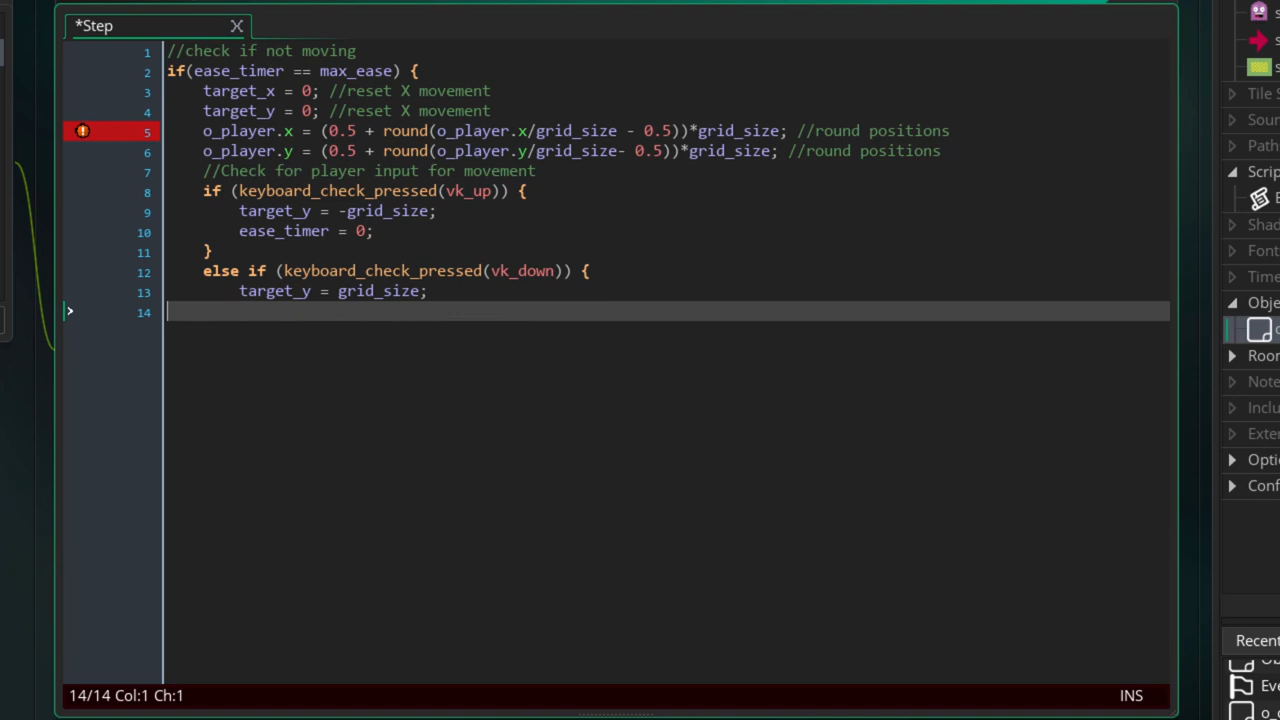 *Step
1 //check if not moving
2 if(ease_timer == max_ease) {
3 target_x = 0; //reset X movement
4 target_y = 0; //reset X movement
5 o_player.x = (0.5 + round(o_player.x/grid_size - 0.5))*grid_size; //round positions
6 o_player.y = (0.5 + round(o_player.y/grid_size- 0.5))*grid_size; //round positions
7 //Check for player input for movement
8 if (keyboard_check_pressed(vk_up)) {
9 target_y = -grid_size;
10 ease_timer = 0;
11 }
12 else if (keyboard_check_pressed(vk_down)) {
13 target_y = grid_size;
14
14/14 Col:1 Ch:1
INS
s
s
s
Tile S
Soun
Path
Scrip
Shad
Font
Time
Obje
Room
Note
Inclu
Exter
Opti
Conf
Recent
Eve